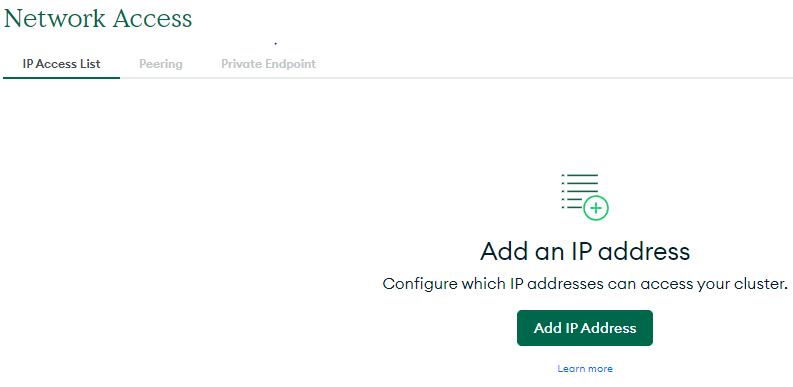 Network Access
IP Access List Peering Private Endpoint
Add an IP address
Configure which IP addresses can access your cluster.
Add IP Address
Learn more